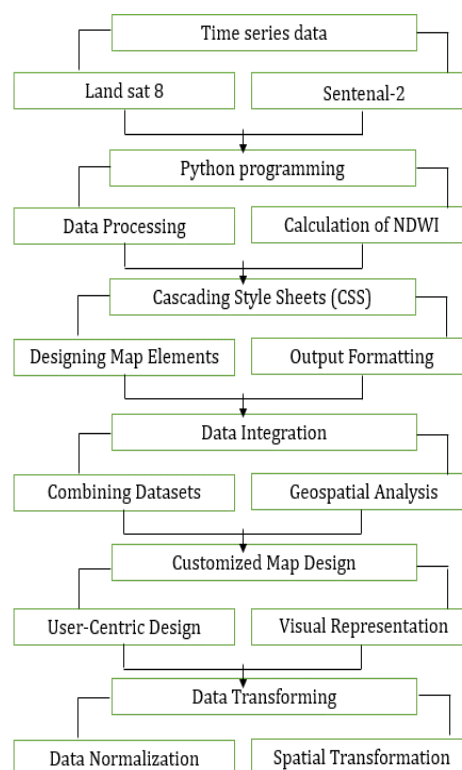 Time series data
Land sat 8
Sentenal-2
Python programming
Data Processing
Calculation of NDWI
Cascading Style Sheets (CSS)
Designing Map Elements
Output Formatting
Data Integration
Combining Datasets
Geospatial Analysis
Customized Map Design
User-Centric Design
Visual Representation
Data Transforming
Data Normalization
Spatial Transformation